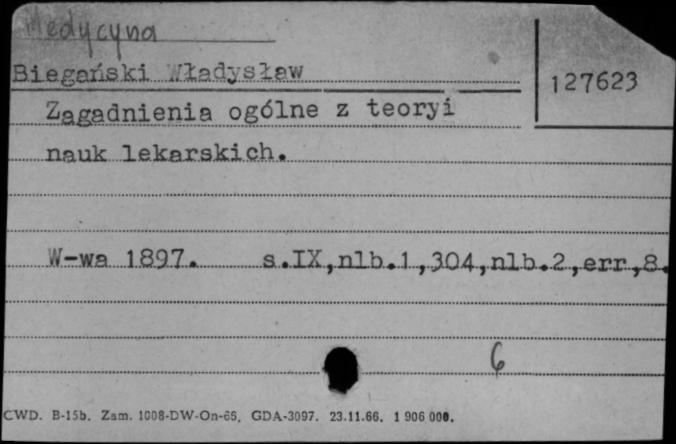 Medycyna
Biegański Władysław
127623
Zagadnienia ogólne z teoryi
nauk lekarskich.
W-wa 1897. s.IX,nlb.1,304,nlb.2,err,8.
6
CWD. B-15b. Zam. 1008-DW-On-65. GDA-3097. 23.11.66. 1 906 000.